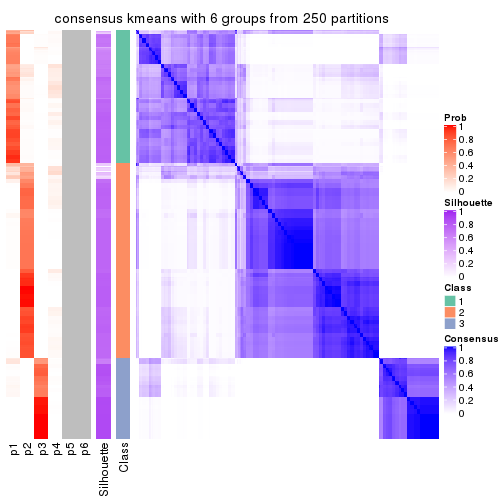 consensus kmeans with 6 groups from 250 partitions
Prob
1
0.8
0.6
0.4
0.2
0
Silhouette
1
0.8
0.6
0.4
0.2
0
Class
1
2
3
Consensus
1
0.8
0.6
0.4
0.2
0
p1
p2
p3
p4
p5
p6
Silhouette
Class